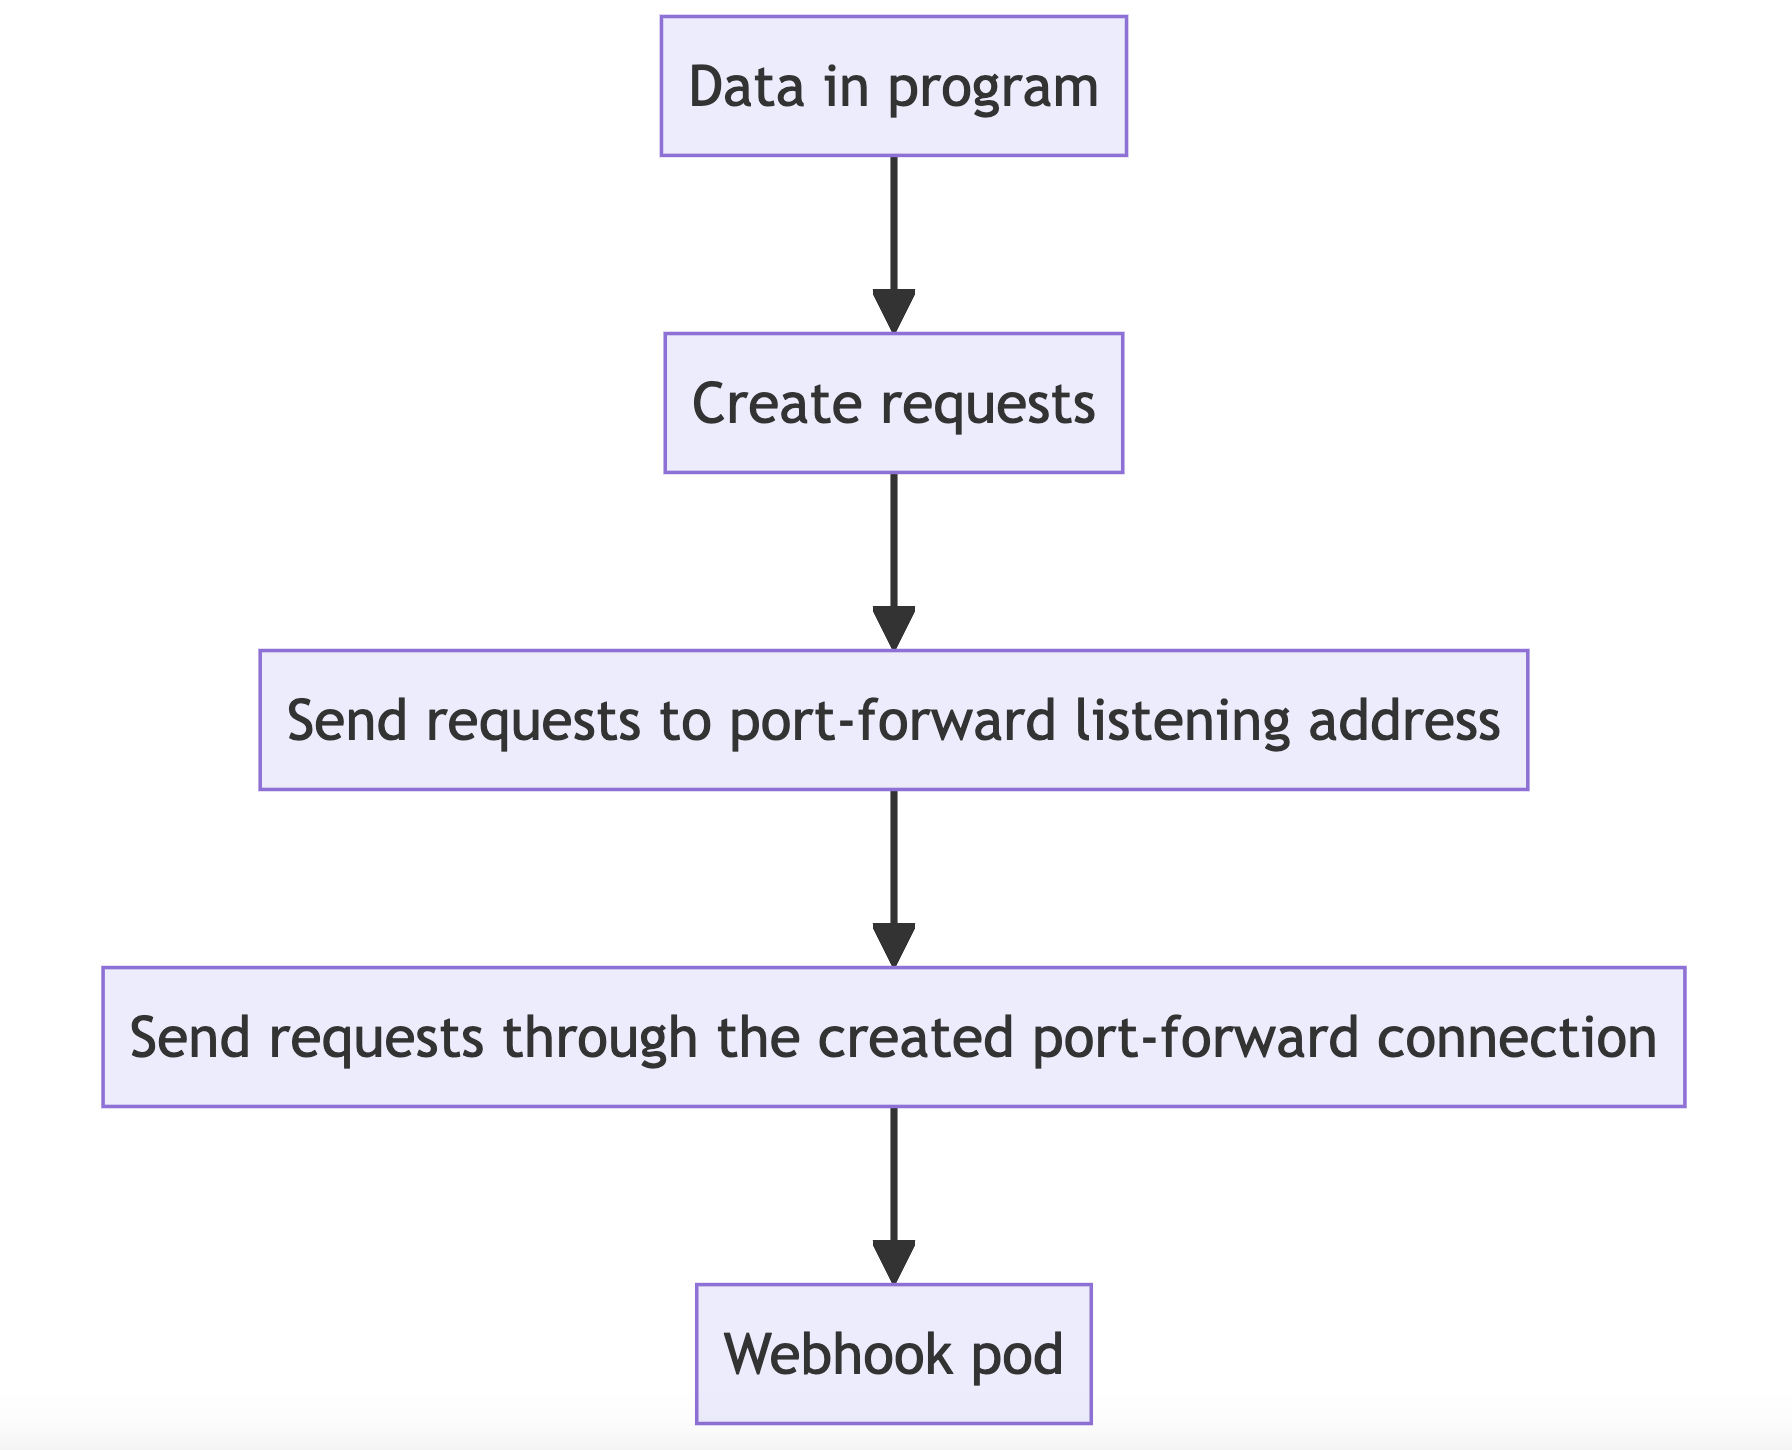 Data in program
Create requests
Send requests to port-forward listening address
Send requests through the created port-forward connection
Webhook pod